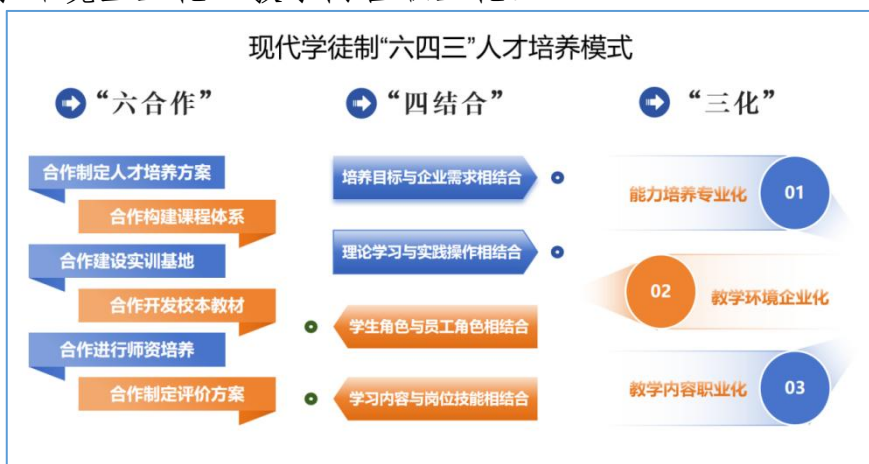 现代学徒制“六四三”人才培养模式
“六合作”
合作制定人才培养方案
合作构建课程体系
合作建设实训基地
合作开发校本教材
合作进行师资培养
合作制定评价方案
“四结合”
培养目标与企业需求相结合
理论学习与实践操作相结合
学生角色与员工角色相结合
学习内容与岗位技能相结合
“三化”
能力培养专业化 01
02 教学环境企业化
教学内容职业化 03